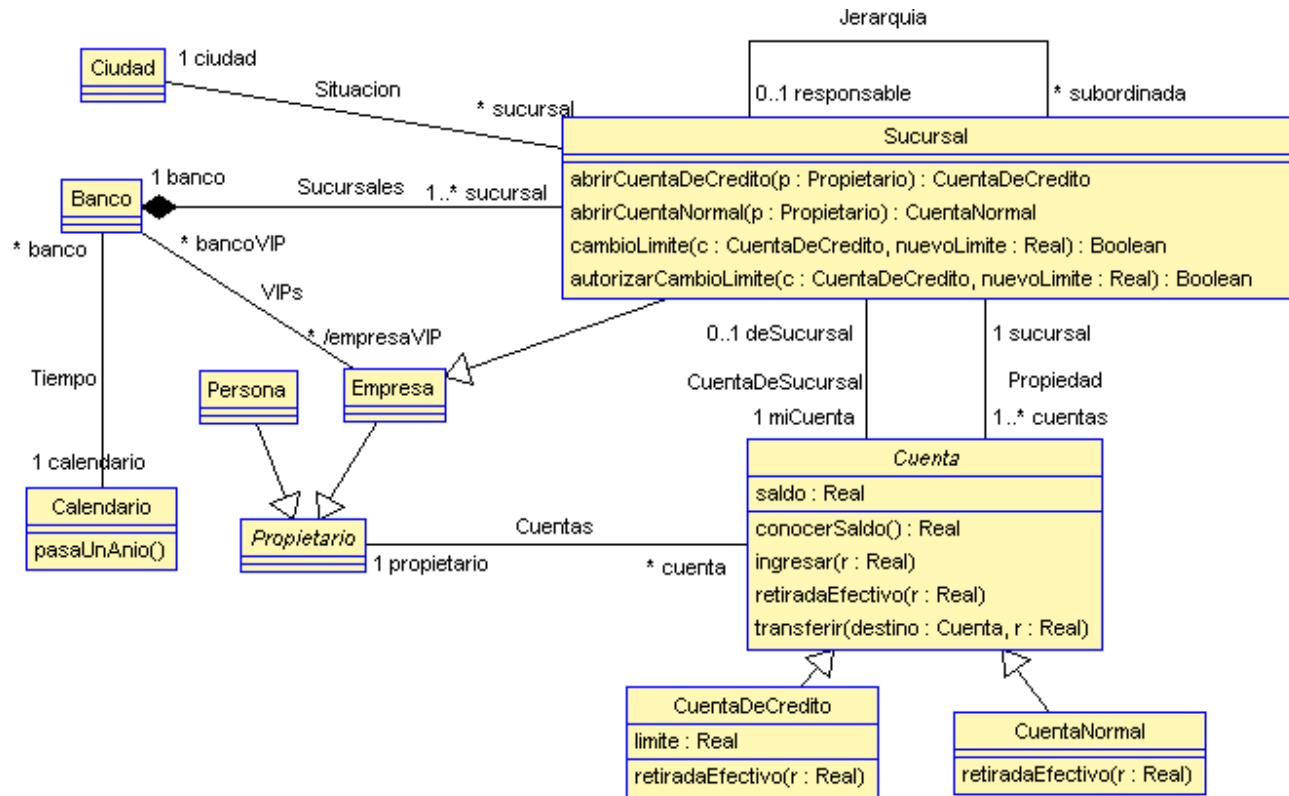 Jerarquia
1 ciudad
Ciudad
Situacion
0..1 responsable
* subordinada
* sucursal
Sucursal
1 banco
Sucursales
1..* sucursal
Banco
abrirCuentaDeCredito(p : Propietario) : CuentaDeCredito
abrirCuentaNormal(p : Propietario) : CuentaNormal
cambioLimite(c : CuentaDeCredito, nuevoLimite : Real) : Boolean
autorizarCambioLimite(c : CuentaDeCredito, nuevoLimite : Real) : Boolean
* banco
* bancoVIP
VIPs
* /empresaVIP
0..1 deSucursal
1 sucursal
Tiempo
Persona
Empresa
CuentaDeSucursal
Propiedad
1 miCuenta
1..* cuentas
1 calendario
Calendario
pasaUnAnio()
Propietario
Cuentas
1 propietario
* cuenta
Cuenta
saldo : Real
conocerSaldo() : Real
ingresar(r : Real)
retiradaEfectivo(r : Real)
transferir(destino : Cuenta, r : Real)
CuentaDeCredito
limite : Real
retiradaEfectivo(r : Real)
CuentaNormal
retiradaEfectivo(r : Real)